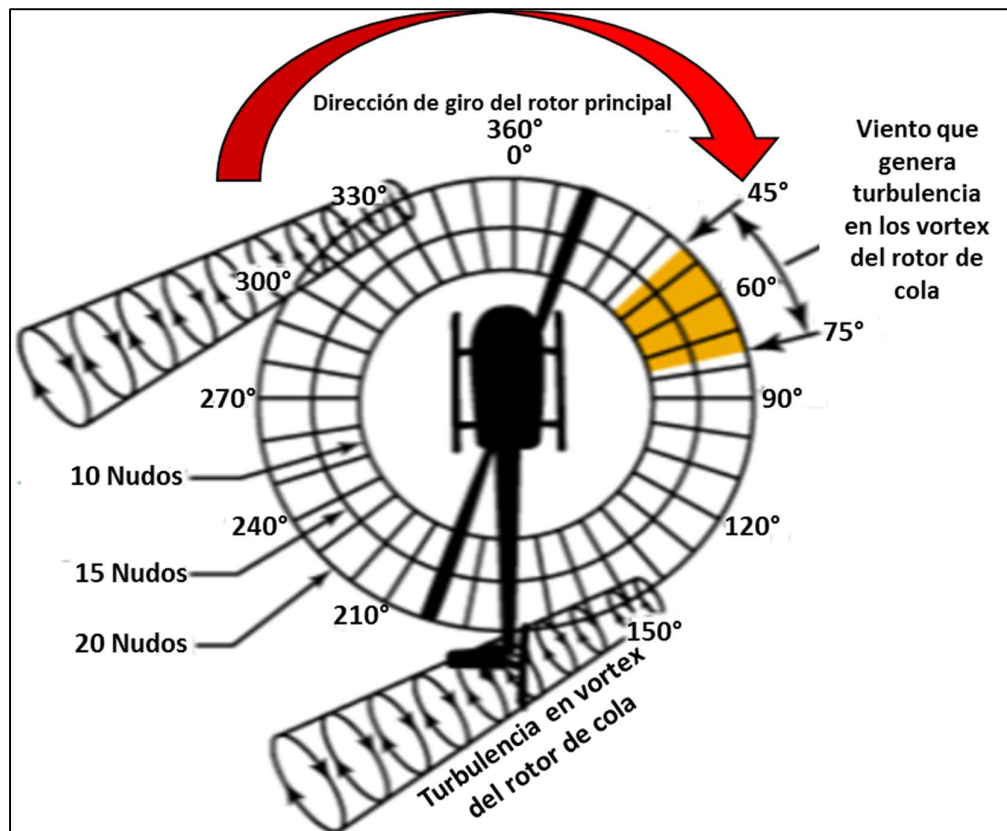 Dirección de giro del rotor principal
360°
0°
Viento que
genera
turbulencia
en los vortex
del rotor de
cola
45°
60°
75°
330°
300°
270°
90°
10 Nudos
240°
120°
15 Nudos
210°
20 Nudos
150°
Turbulencia en vortex
del rotor de cola